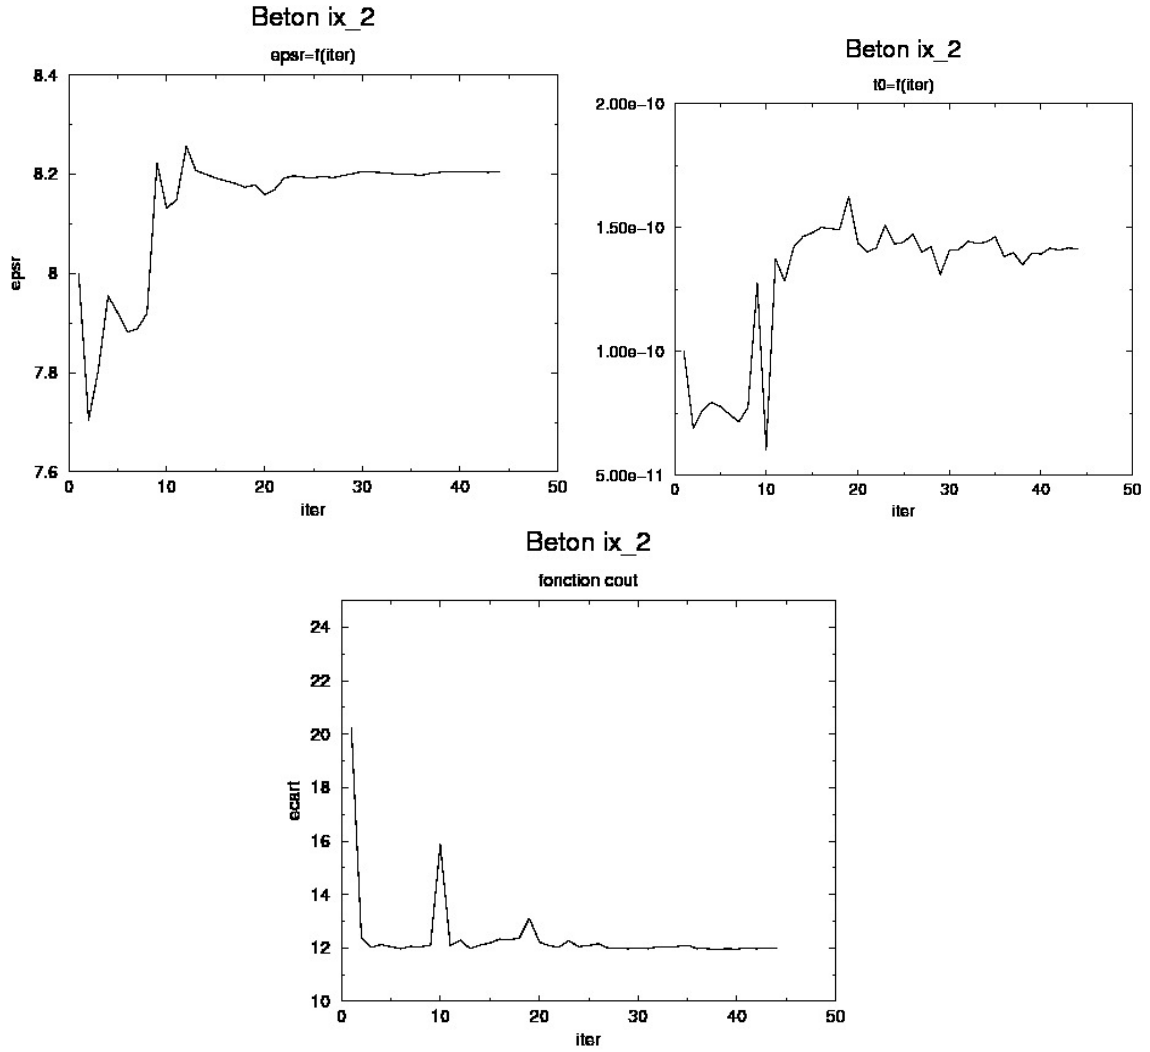 Beton ix_2
epsr=f(iter)
8.4
8.2
8
7.8
7.6
epsr
0 10 20 30 40 50
iter
Beton ix_2
t0=f(iter)
2.00e−10
1.50e−10
1.00e−10
5.00e−11
0 10 20 30 40 50
iter
Beton ix_2
fonction cout
24
22
20
18
16
14
12
10
ecart
0 10 20 30 40 50
iter